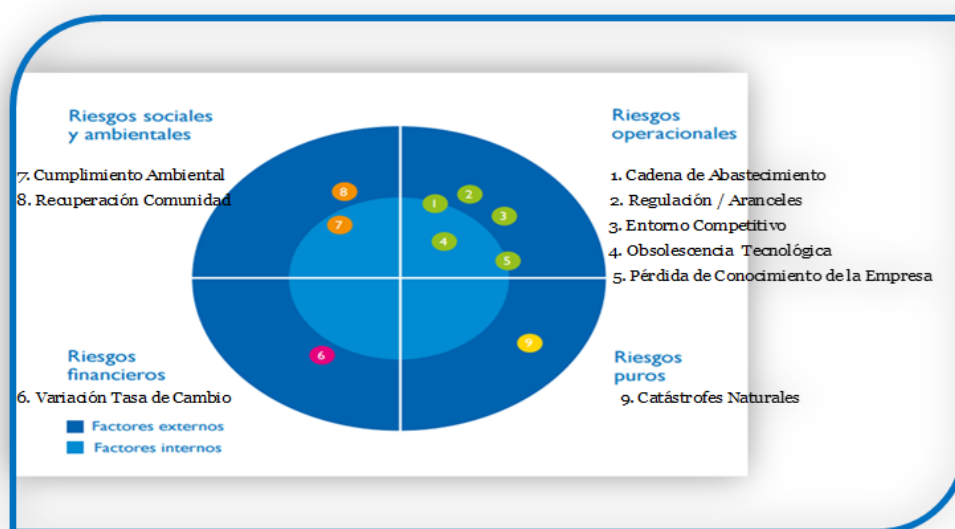 Riesgos sociales
y ambientales
7. Cumplimiento Ambiental
8. Recuperación Comunidad
Riesgos
operacionales
1. Cadena de Abastecimiento
2. Regulación / Aranceles
3. Entorno Competitivo
4. Obsolescencia Tecnológica
5. Pérdida de Conocimiento de la Empresa
8
7
1
2
3
4
5
6
9
Riesgos
financieros
6. Variación Tasa de Cambio
Riesgos
puros
9. Catástrofes Naturales
Factores externos
Factores internos